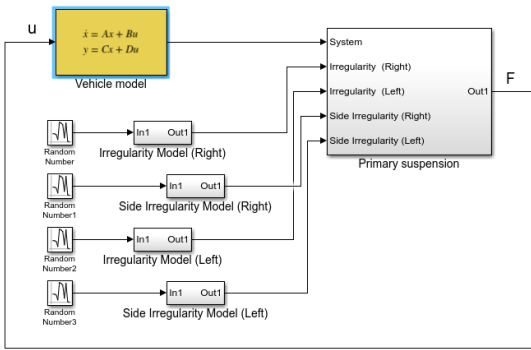 u
ẋ = Ax + Bu
y = Cx + Du
Vehicle model
System
Irregularity (Right)
Irregularity (Left)
Side Irregularity (Right)
Side Irregularity (Left)
Out1
Primary suspension
F
Random
Number
In1 Out1
Irregularity Model (Right)
Random
Number1
In1 Out1
Side Irregularity Model (Right)
Random
Number2
In1 Out1
Irregularity Model (Left)
Random
Number3
In1 Out1
Side Irregularity Model (Left)